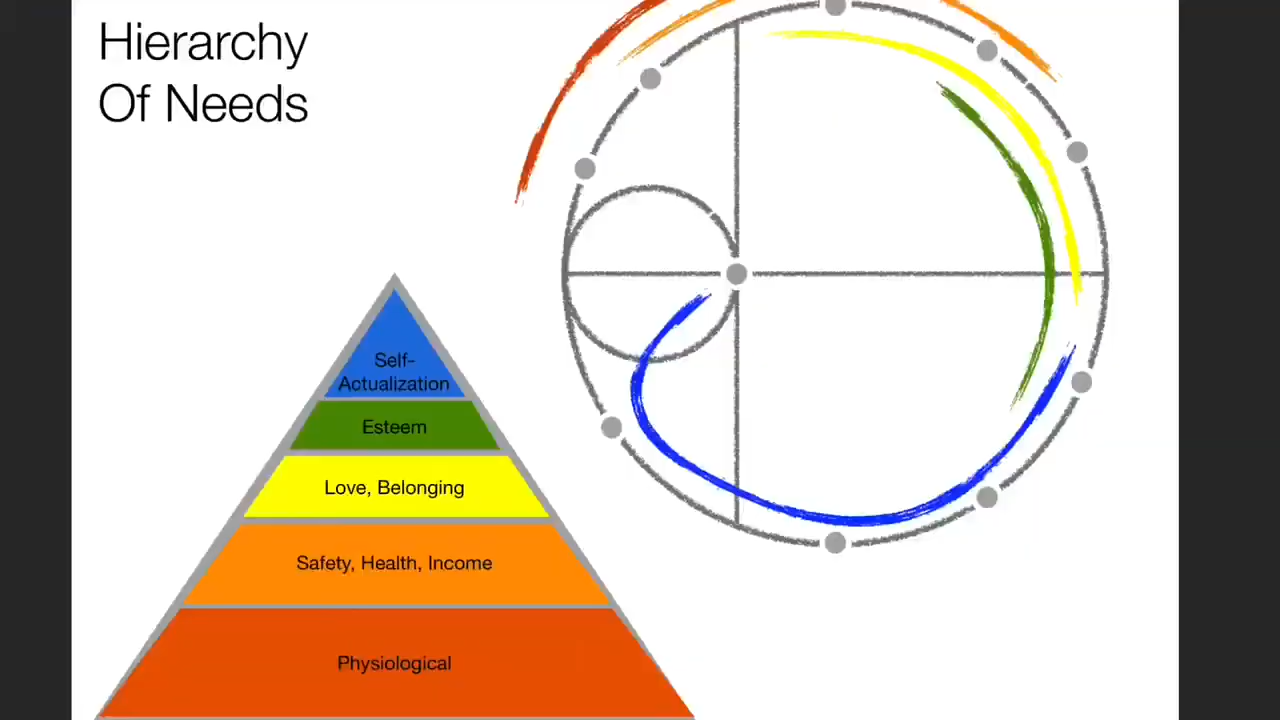 Hierarchy
Of Needs
Self-
Actualization
Esteem
Love, Belonging
Safety, Health, Income
Physiological